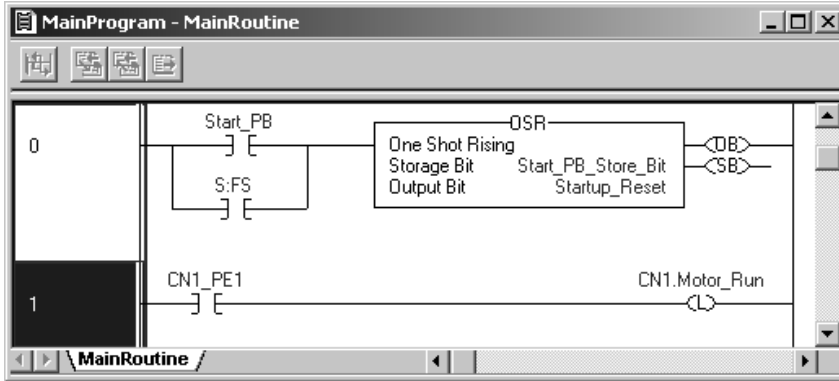 MainProgram - MainRoutine
Start_PB
OSR
0
One Shot Rising
OB
Storage Bit Start_PB_Store_Bit
SB
S:FS
Output Bit Startup_Reset
CN1_PE1
CN1.Motor_Run
1
L
MainRoutine